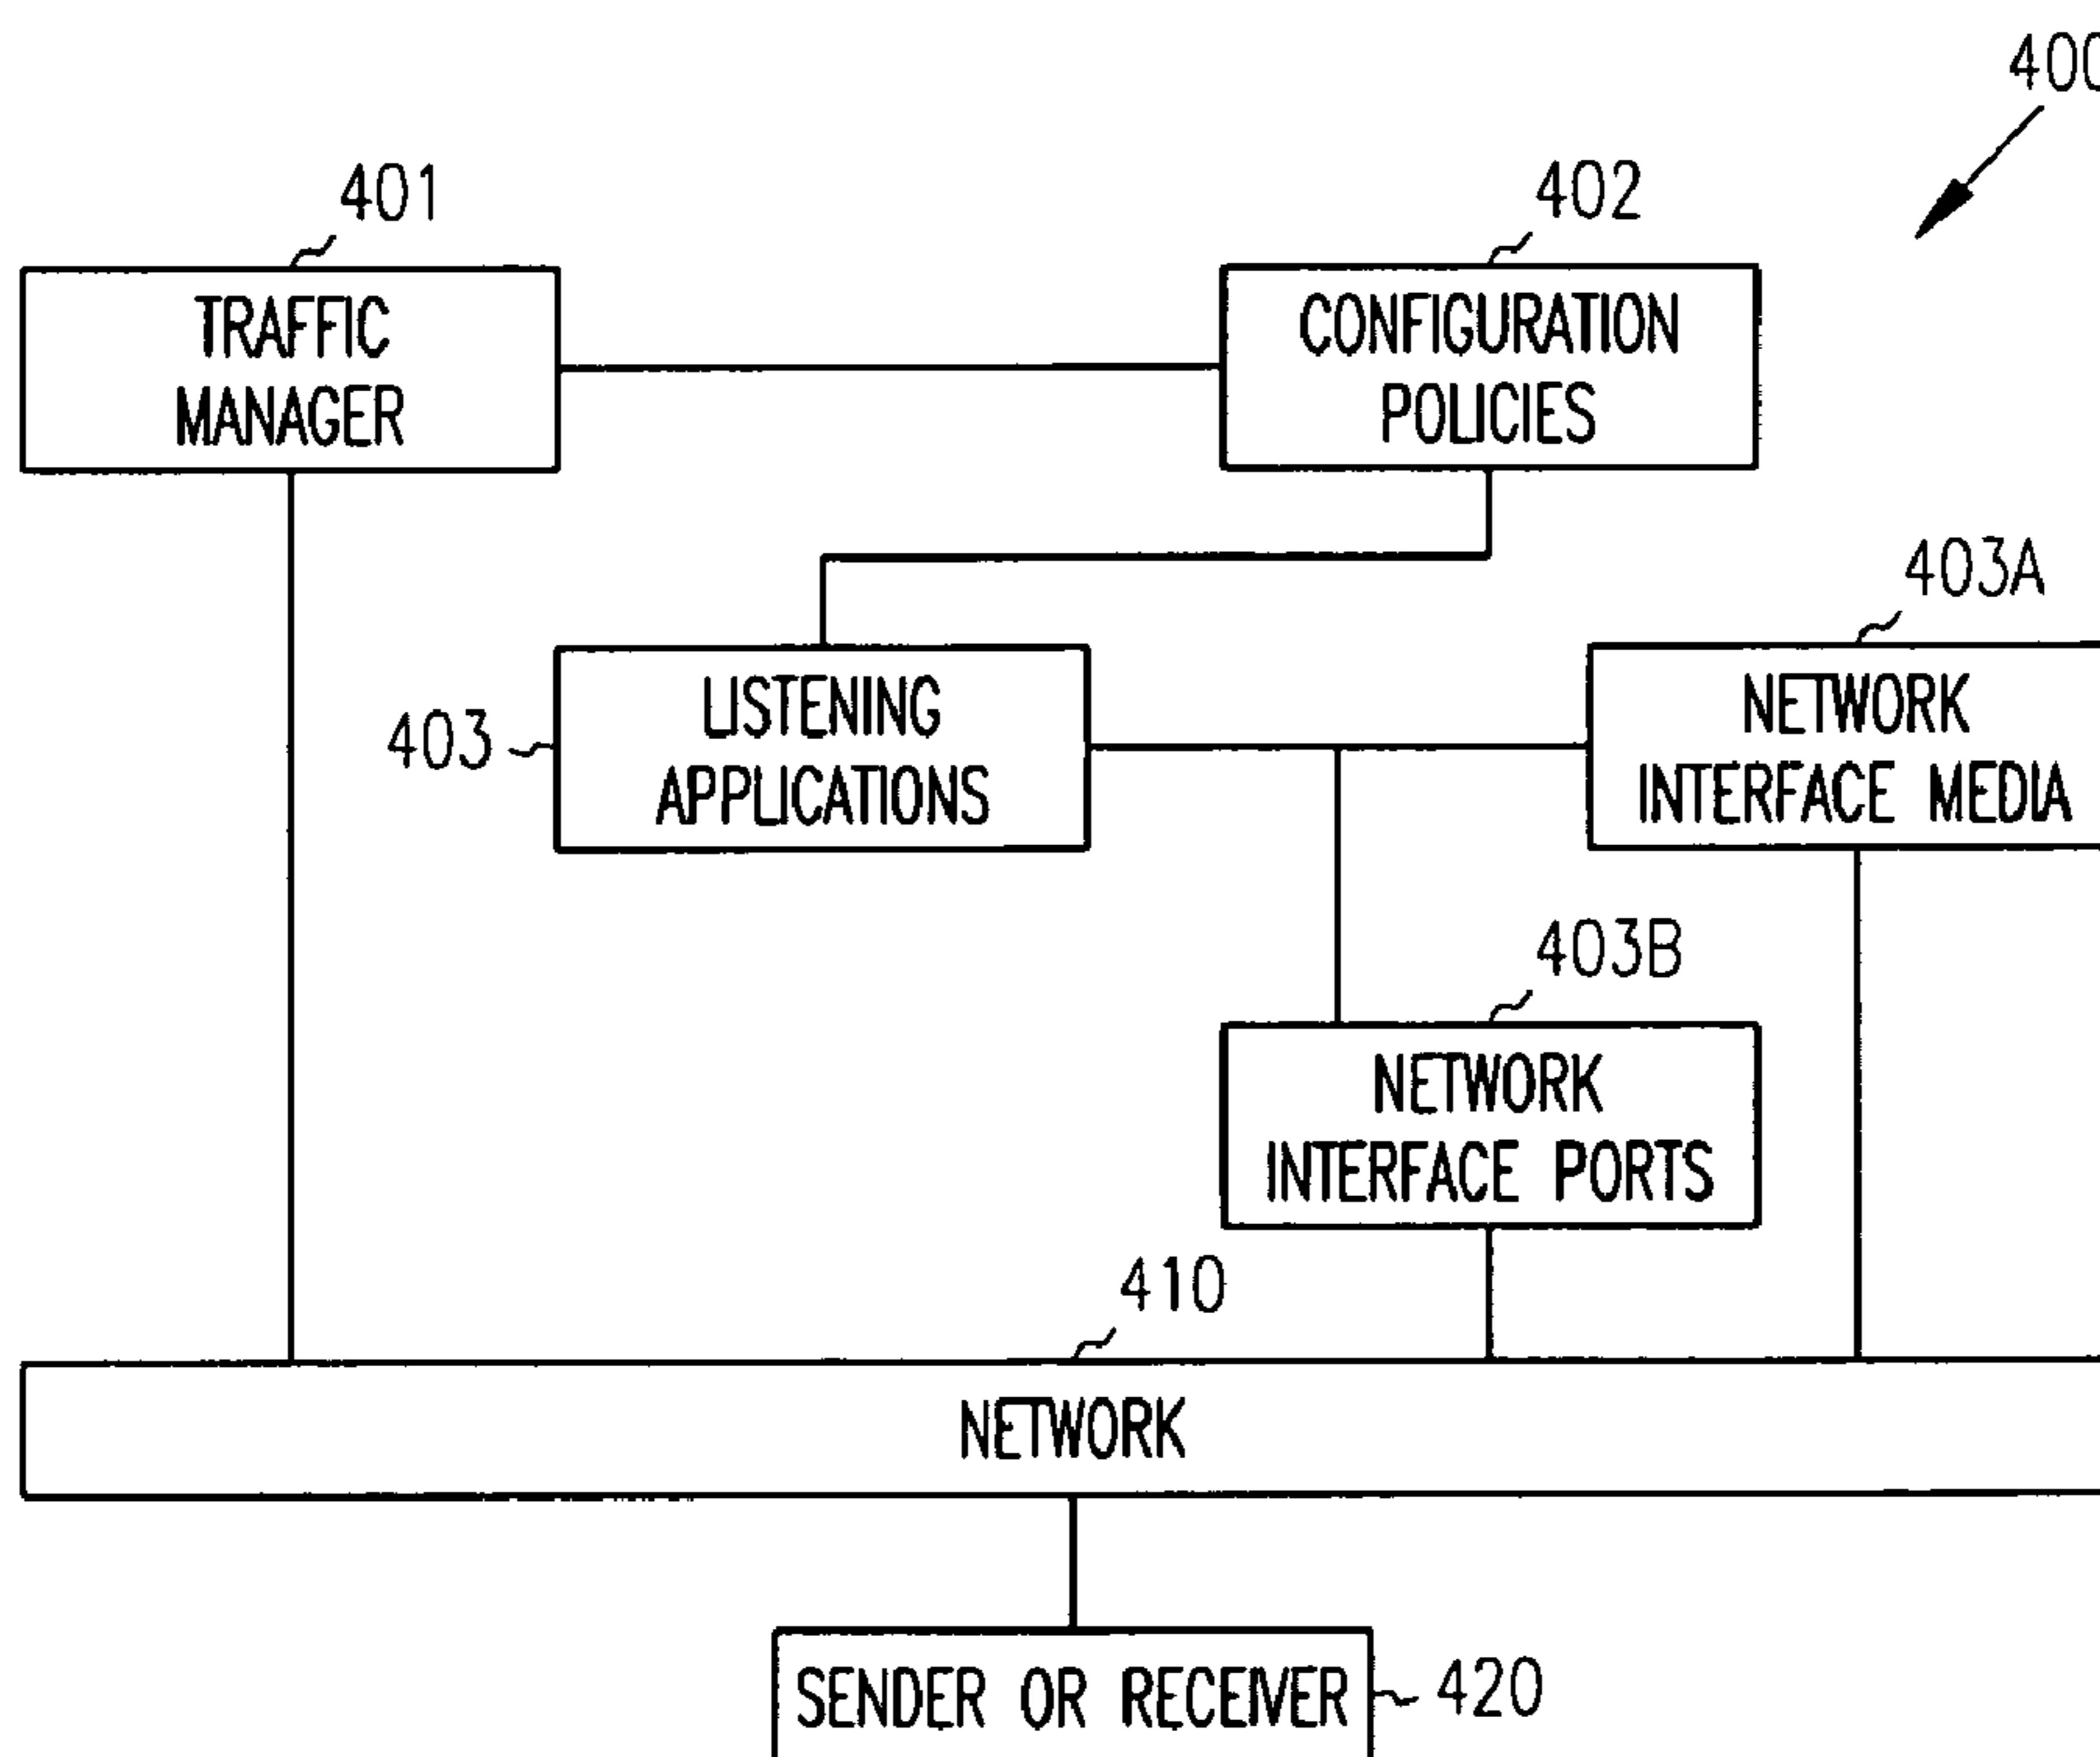 400
401
402
TRAFFIC
MANAGER
CONFIGURATION
POLICIES
403A
403
LISTENING
APPLICATIONS
NETWORK
INTERFACE MEDIA
403B
NETWORK
INTERFACE PORTS
410
NETWORK
SENDER OR RECEIVER
420